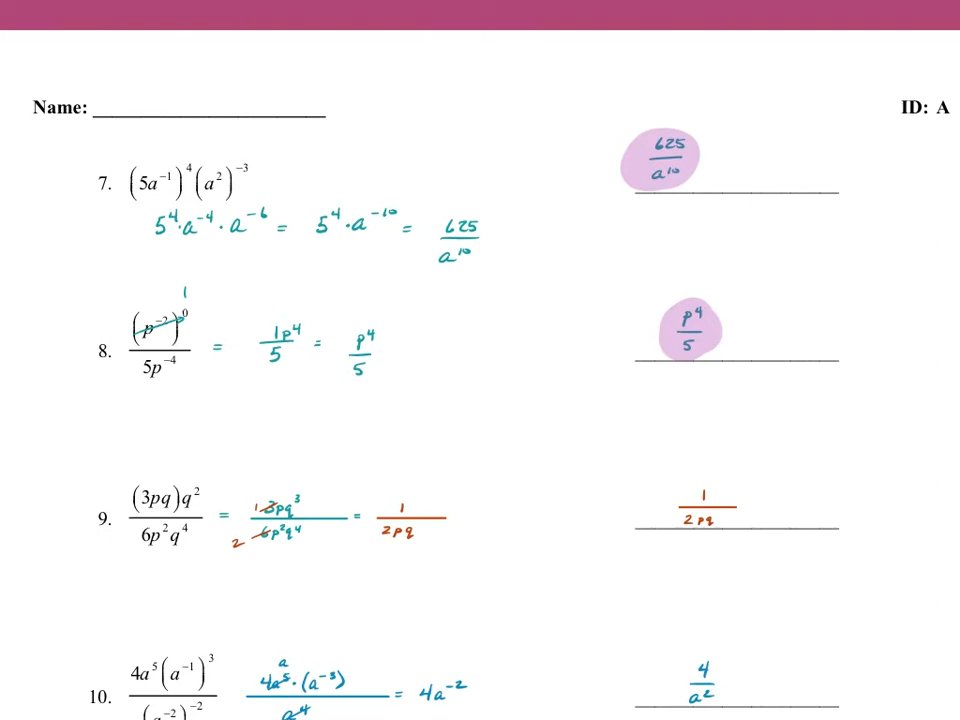 Name: ______________________ ID: A
7. (5a^{-1})^4 (a^2)^{-3}
625/a^{10}
5^4 · a^{-4} · a^{-6} = 5^4 · a^{-10} = 625/a^{10}
8. (p^{-2})^0 / 5p^{-4} = 1p^4/5 = p^4/5
1
p^4/5
9. (3pq)q^2 / 6p^2q^4 = 3pq^3 / 6p^2q^4 = 1 / 2pq
1
2
1 / 2pq
10. 4a^5 (a^{-1})^3 / (a^{-2})^{-2} 4a^5 · (a^{-3}) / a^4 = 4a^{-2}
a
4/a^2